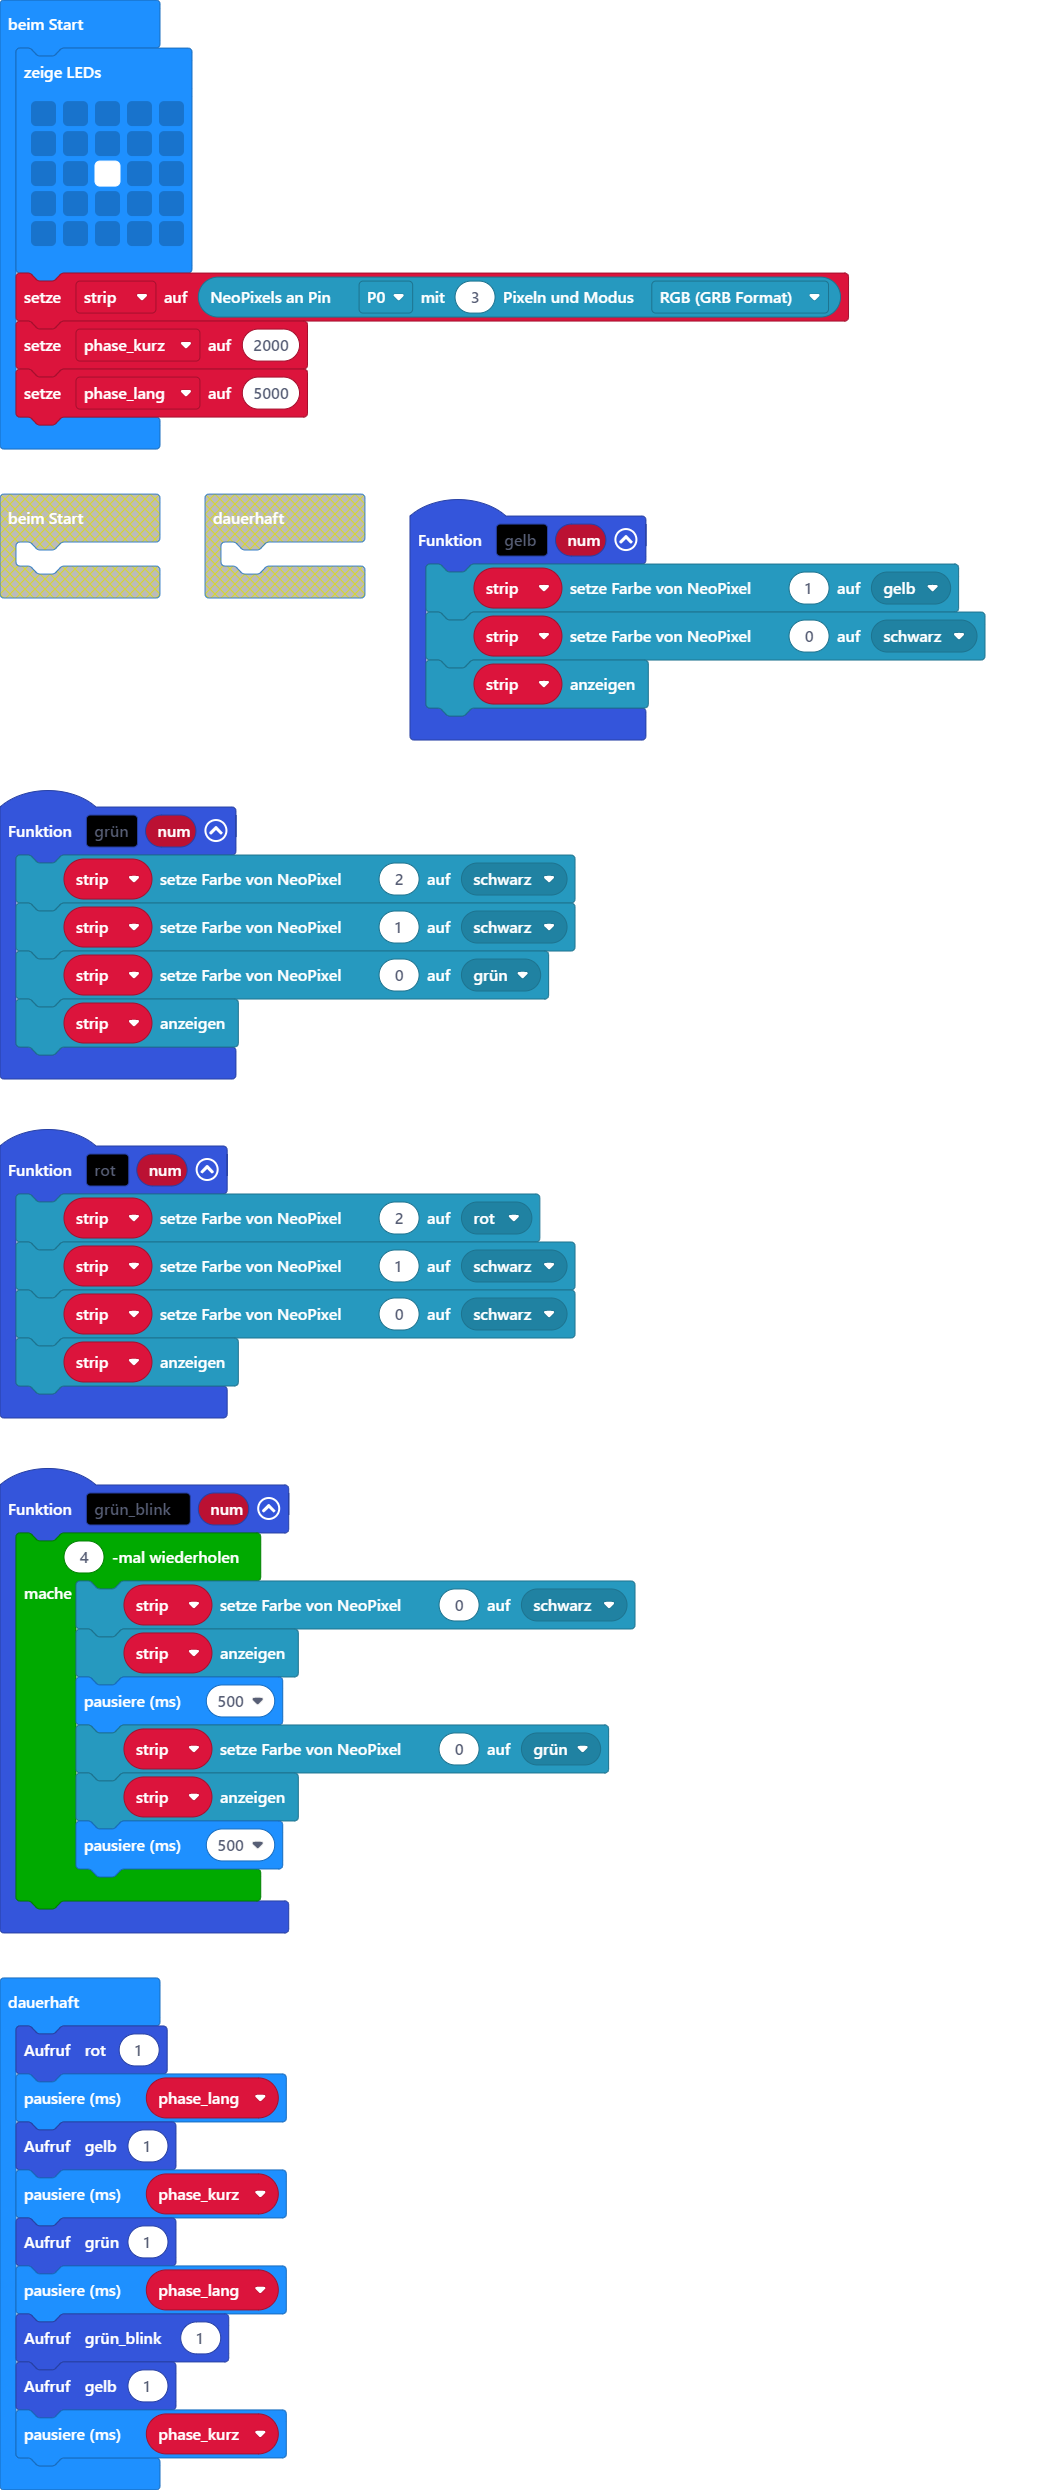 beim Start
zeige LEDs
setze strip auf NeoPixels an Pin P0 mit 3 Pixeln und Modus RGB (GRB Format)
setze phase_kurz auf 2000
setze phase_lang auf 5000
beim Start
dauerhaft
Funktion gelb num
strip setze Farbe von NeoPixel 1 auf gelb
strip setze Farbe von NeoPixel 0 auf schwarz
strip anzeigen
Funktion grün num
strip setze Farbe von NeoPixel 2 auf schwarz
strip setze Farbe von NeoPixel 1 auf schwarz
strip setze Farbe von NeoPixel 0 auf grün
strip anzeigen
Funktion rot num
strip setze Farbe von NeoPixel 2 auf rot
strip setze Farbe von NeoPixel 1 auf schwarz
strip setze Farbe von NeoPixel 0 auf schwarz
strip anzeigen
Funktion grün_blink num
4 -mal wiederholen
mache
strip setze Farbe von NeoPixel 0 auf schwarz
strip anzeigen
pausiere (ms) 500
strip setze Farbe von NeoPixel 0 auf grün
strip anzeigen
pausiere (ms) 500
dauerhaft
Aufruf rot 1
pausiere (ms) phase_lang
Aufruf gelb 1
pausiere (ms) phase_kurz
Aufruf grün 1
pausiere (ms) phase_lang
Aufruf grün_blink 1
Aufruf gelb 1
pausiere (ms) phase_kurz